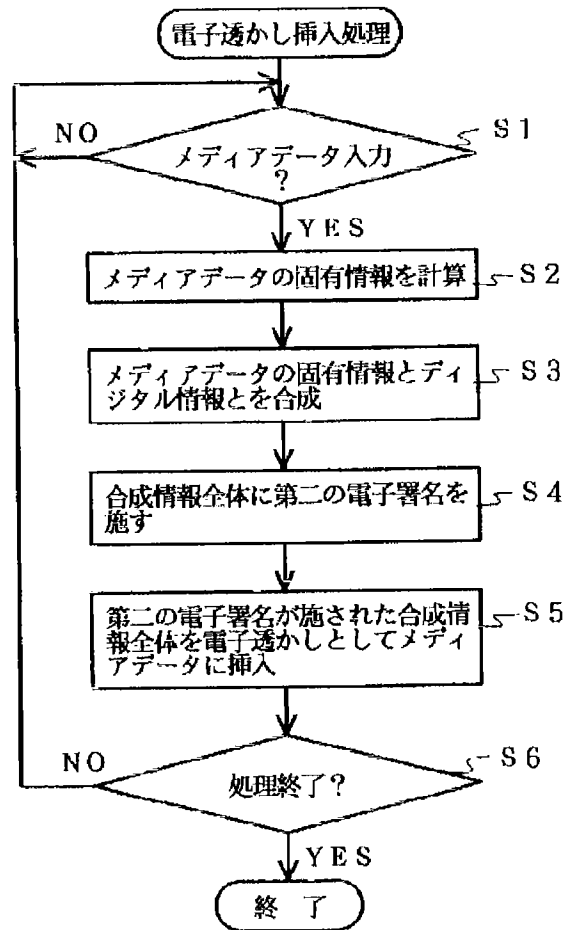 電子透かし挿入処理
NO
S1
メディアデータ入力
?
YES
メディアデータの固有情報を計算
S2
メディアデータの固有情報とディ
ジタル情報とを合成
S3
合成情報全体に第二の電子署名を
施す
S4
第二の電子署名が施された合成情
報全体を電子透かしとしてメディ
アデータに挿入
S5
NO
S6
処理終了?
YES
終 了